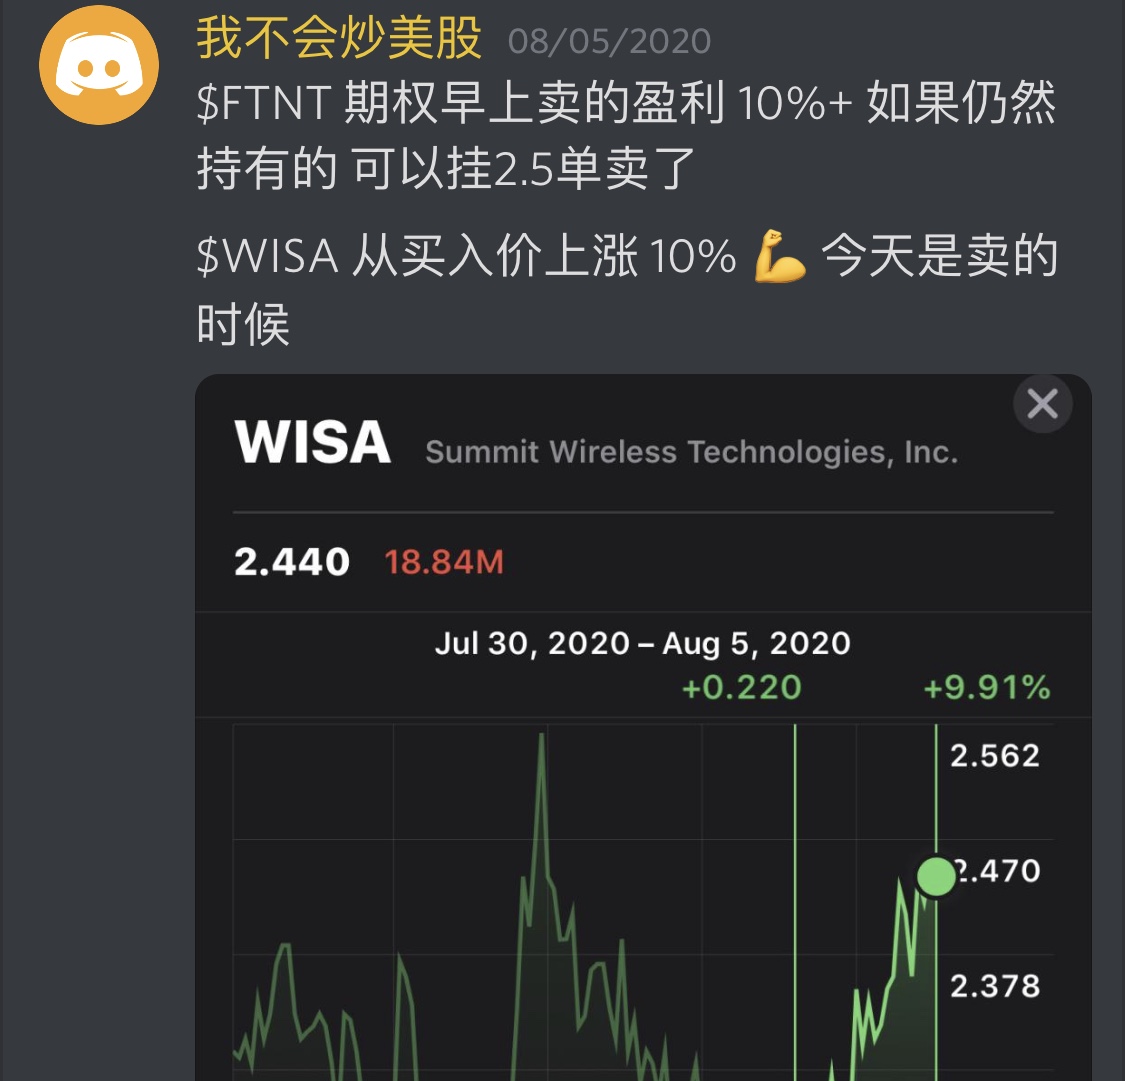 我不会炒美股 08/05/2020
$FTNT 期权早上卖的盈利 10%+ 如果仍然
持有的 可以挂2.5单卖了
$WISA 从买入价上涨 10% 💪 今天是卖的
时候
WISA Summit Wireless Technologies, Inc.
2.440 18.84M
Jul 30, 2020 – Aug 5, 2020
+0.220 +9.91%
2.562
2.470
2.378